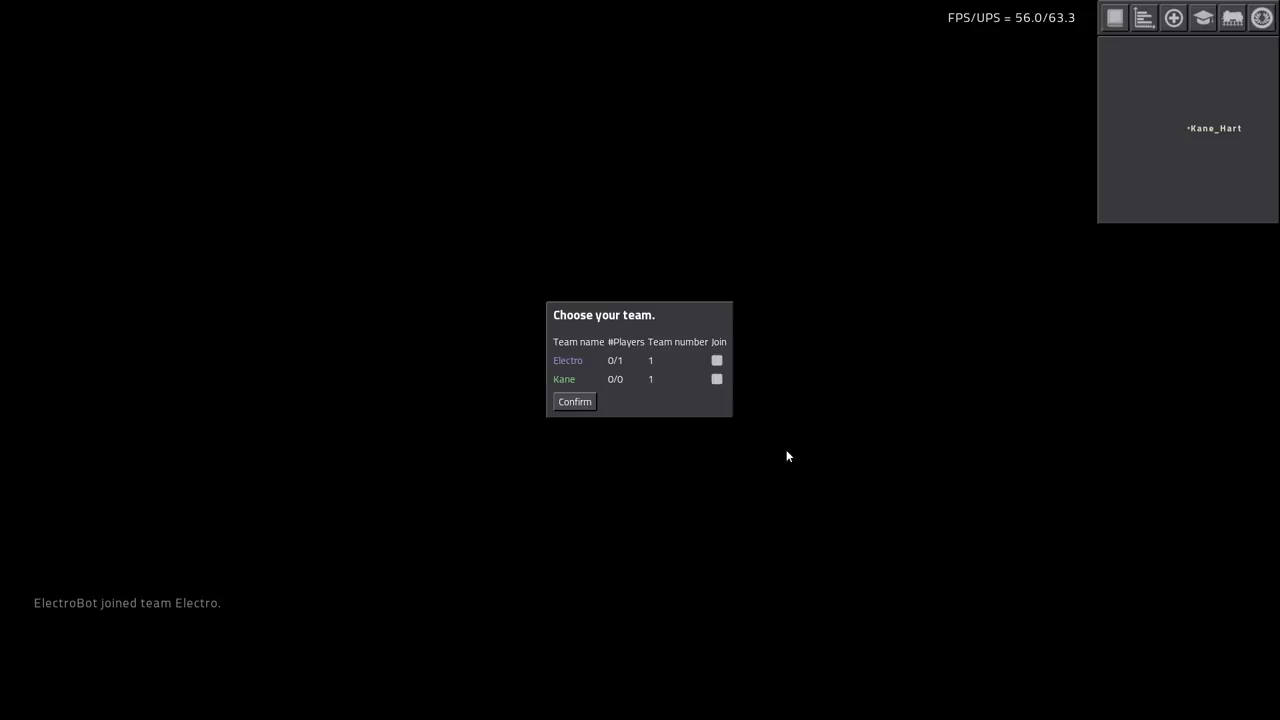 FPS/UPS = 56.0/63.3
Kane_Hart
Choose your team.
Team name #Players Team number Join
Electro 0/1 1
Kane 0/0 1
Confirm
ElectroBot joined team Electro.